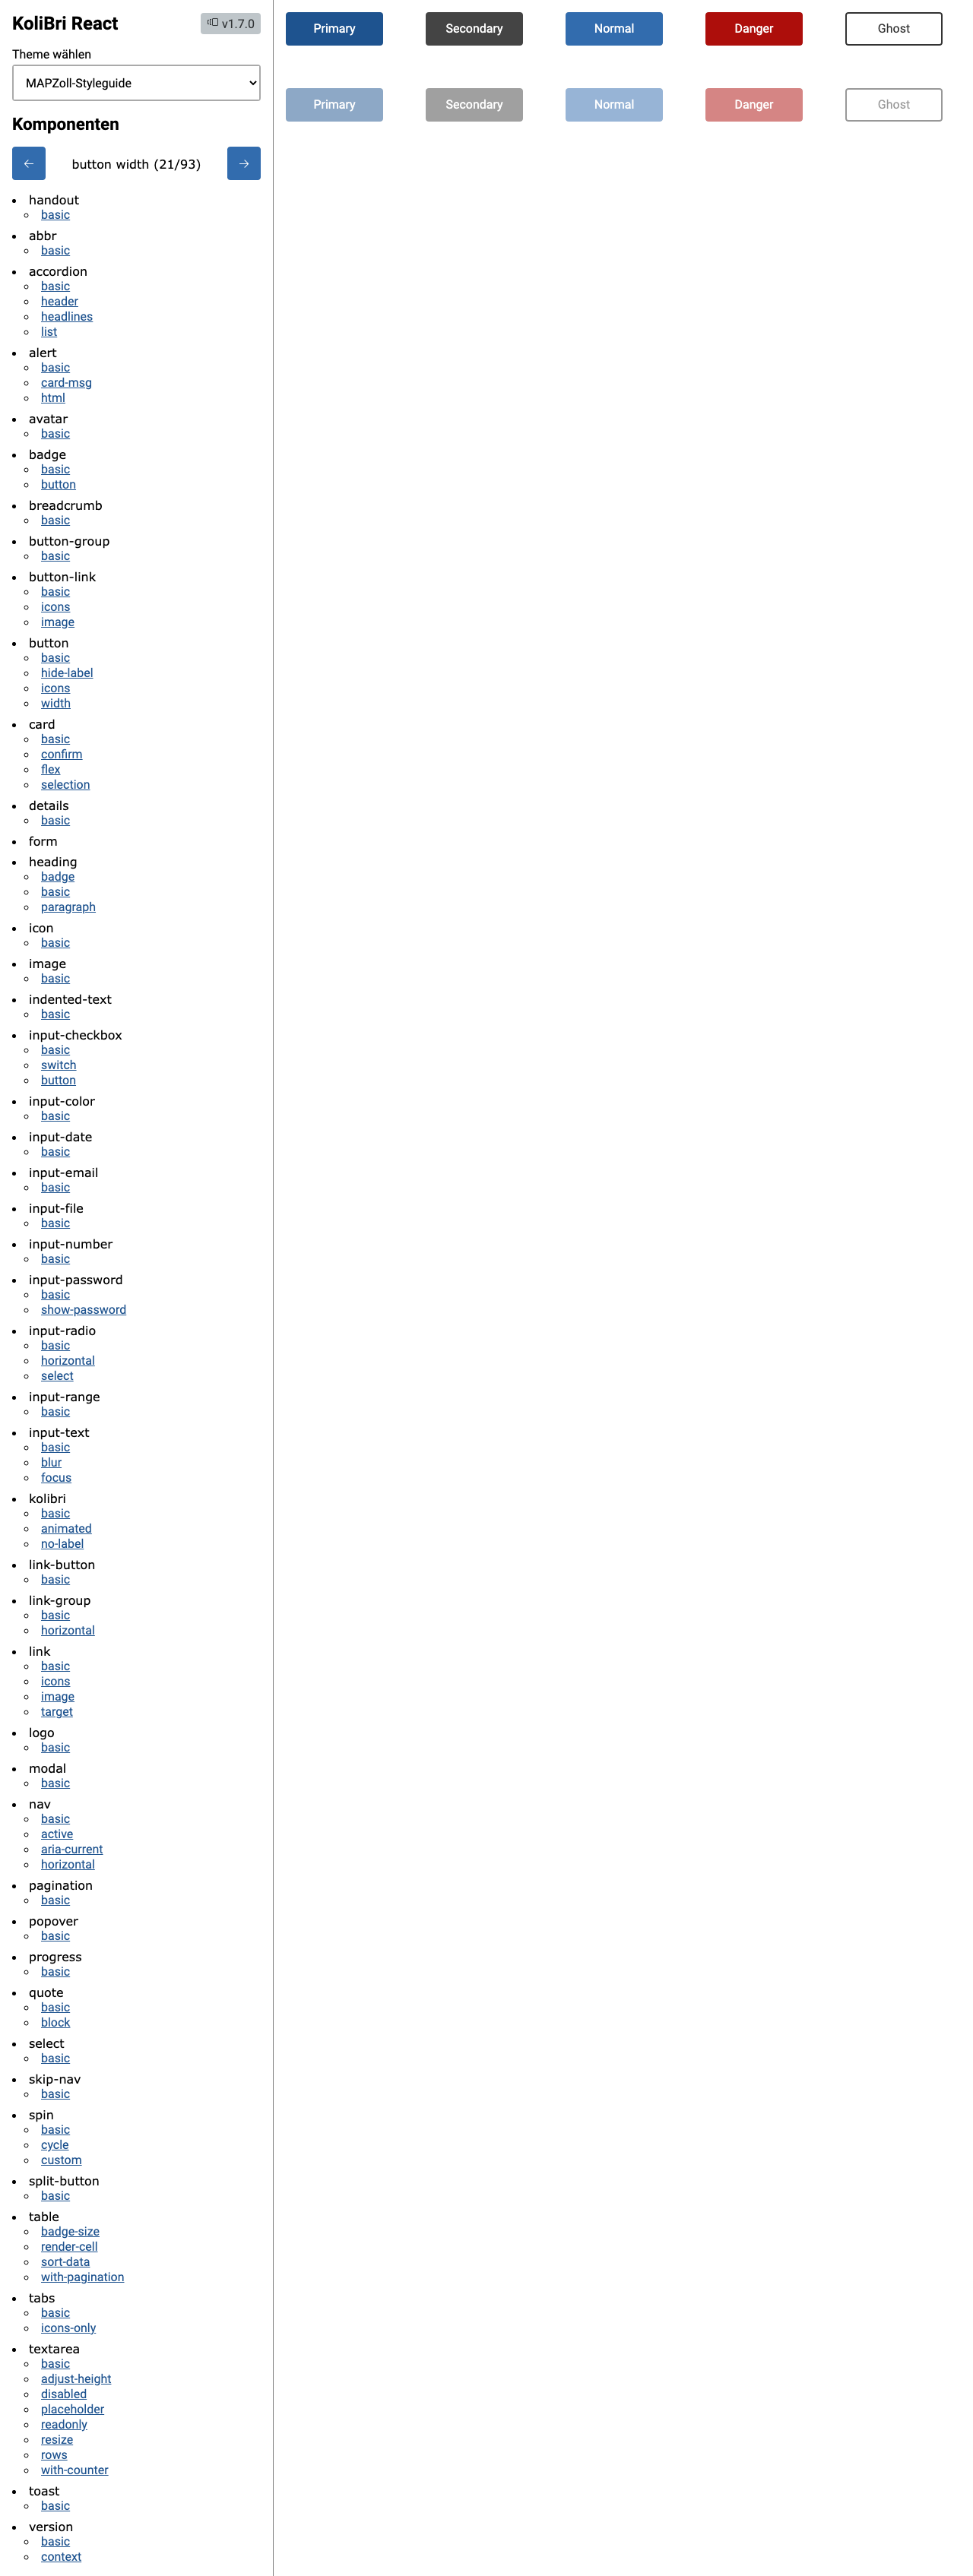 KoliBri React
v1.7.0
Theme wählen
MAPZoll-Styleguide
Komponenten
← button width (21/93) →
handout
basic
abbr
basic
accordion
basic
header
headlines
list
alert
basic
card-msg
html
avatar
basic
badge
basic
button
breadcrumb
basic
button-group
basic
button-link
basic
icons
image
button
basic
hide-label
icons
width
card
basic
confirm
flex
selection
details
basic
form
heading
badge
basic
paragraph
icon
basic
image
basic
indented-text
basic
input-checkbox
basic
switch
button
input-color
basic
input-date
basic
input-email
basic
input-file
basic
input-number
basic
input-password
basic
show-password
input-radio
basic
horizontal
select
input-range
basic
input-text
basic
blur
focus
kolibri
basic
animated
no-label
link-button
basic
link-group
basic
horizontal
link
basic
icons
image
target
logo
basic
modal
basic
nav
basic
active
aria-current
horizontal
pagination
basic
popover
basic
progress
basic
quote
basic
block
select
basic
skip-nav
basic
spin
basic
cycle
custom
split-button
basic
table
badge-size
render-cell
sort-data
with-pagination
tabs
basic
icons-only
textarea
basic
adjust-height
disabled
placeholder
readonly
resize
rows
with-counter
toast
basic
version
basic
context
Primary Secondary Normal Danger Ghost
Primary Secondary Normal Danger Ghost